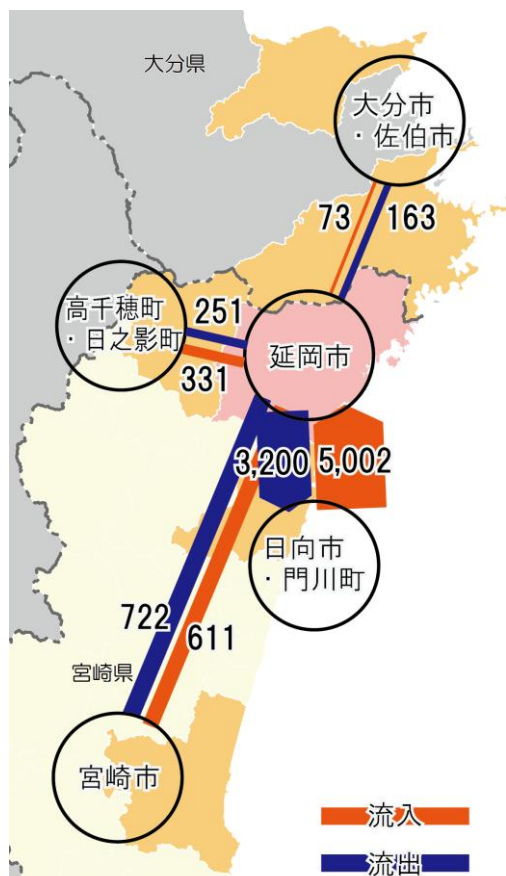 大分県
大分市
・佐伯市
73
163
高千穂町
・日之影町
251
331
延岡市
3,200
5,002
日向市
・門川町
722
611
宮崎県
宮崎市
流入
流出